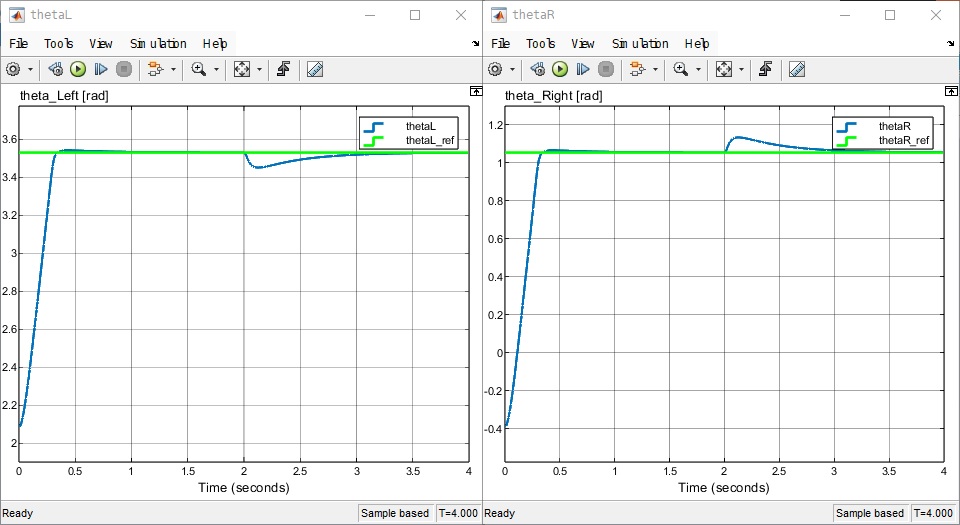 thetaL
File Tools View Simulation Help
theta_Left [rad]
thetaL
thetaL_ref
3.6
3.4
3.2
3
2.8
2.6
2.4
2.2
2
0 0.5 1 1.5 2 2.5 3 3.5 4
Time (seconds)
Ready Sample based T=4.000
thetaR
File Tools View Simulation Help
theta_Right [rad]
thetaR
thetaR_ref
1.2
1
0.8
0.6
0.4
0.2
0
-0.2
-0.4
0 0.5 1 1.5 2 2.5 3 3.5 4
Time (seconds)
Ready Sample based T=4.000